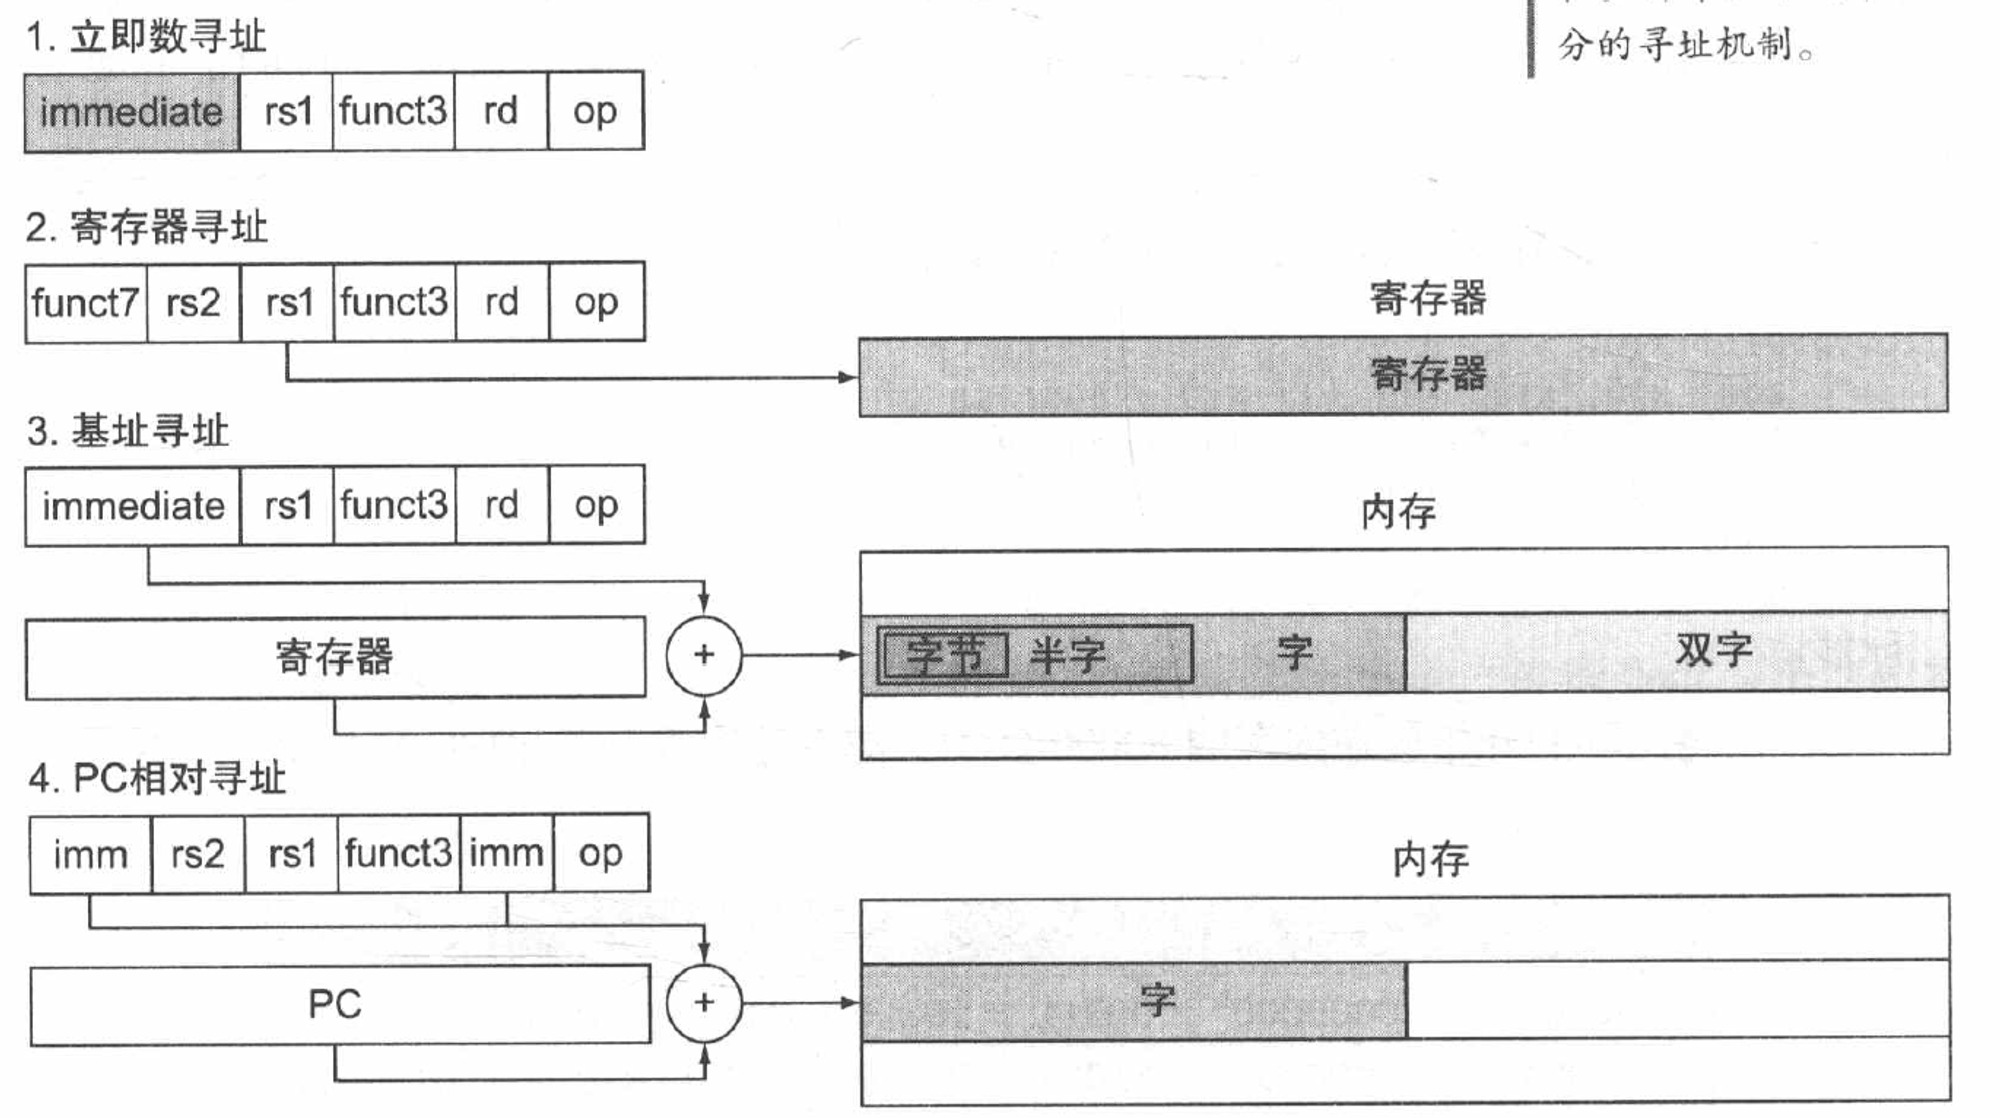 分的寻址机制。
1. 立即数寻址
immediate rs1 funct3 rd op
2. 寄存器寻址
funct7 rs2 rs1 funct3 rd op
寄存器
寄存器
3. 基址寻址
immediate rs1 funct3 rd op
内存
寄存器 + 字节 半字 字 双字
4. PC相对寻址
imm rs2 rs1 funct3 imm op
内存
PC + 字